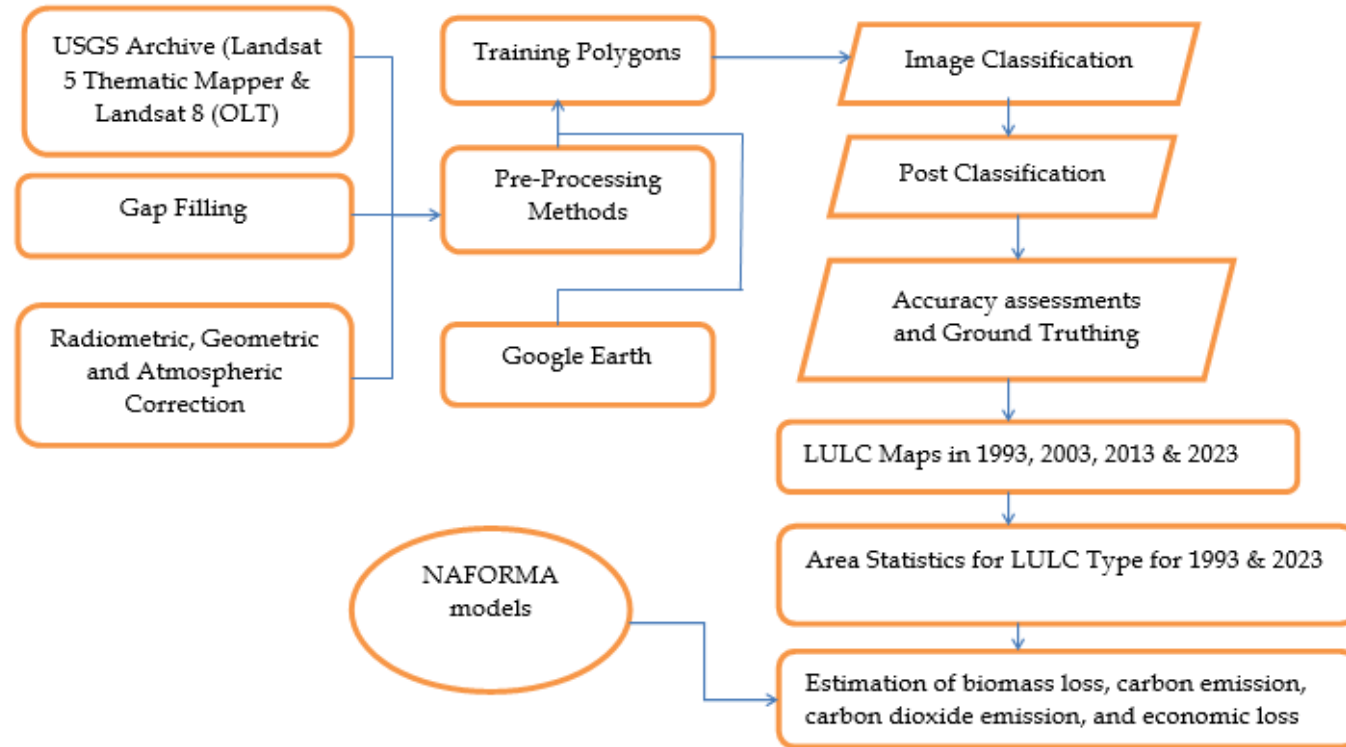 USGS Archive (Landsat
5 Thematic Mapper &
Landsat 8 (OLT)
Gap Filling
Radiometric, Geometric
and Atmospheric
Correction
Training Polygons
Pre-Processing
Methods
Google Earth
Image Classification
Post Classification
Accuracy assessments
and Ground Truthing
LULC Maps in 1993, 2003, 2013 & 2023
Area Statistics for LULC Type for 1993 & 2023
NAFORMA
models
Estimation of biomass loss, carbon emission,
carbon dioxide emission, and economic loss